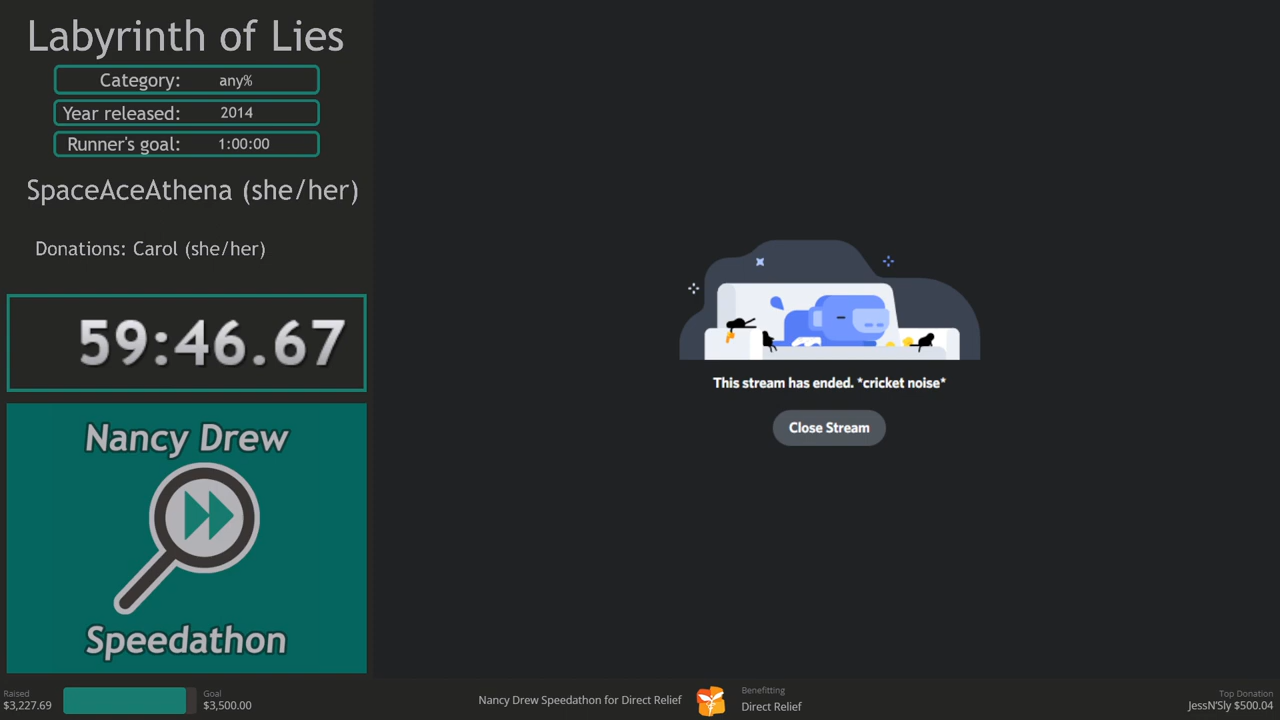 Labyrinth of Lies
Category: any%
Year released: 2014
Runner's goal: 1:00:00
SpaceAceAthena (she/her)
Donations: Carol (she/her)
59:46.67
Nancy Drew
Speedathon
This stream has ended. *cricket noise*
Close Stream
Raised
$3,227.69
Goal
$3,500.00
Nancy Drew Speedathon for Direct Relief
Benefitting
Direct Relief
Top Donation
JessN'Sly $500.04